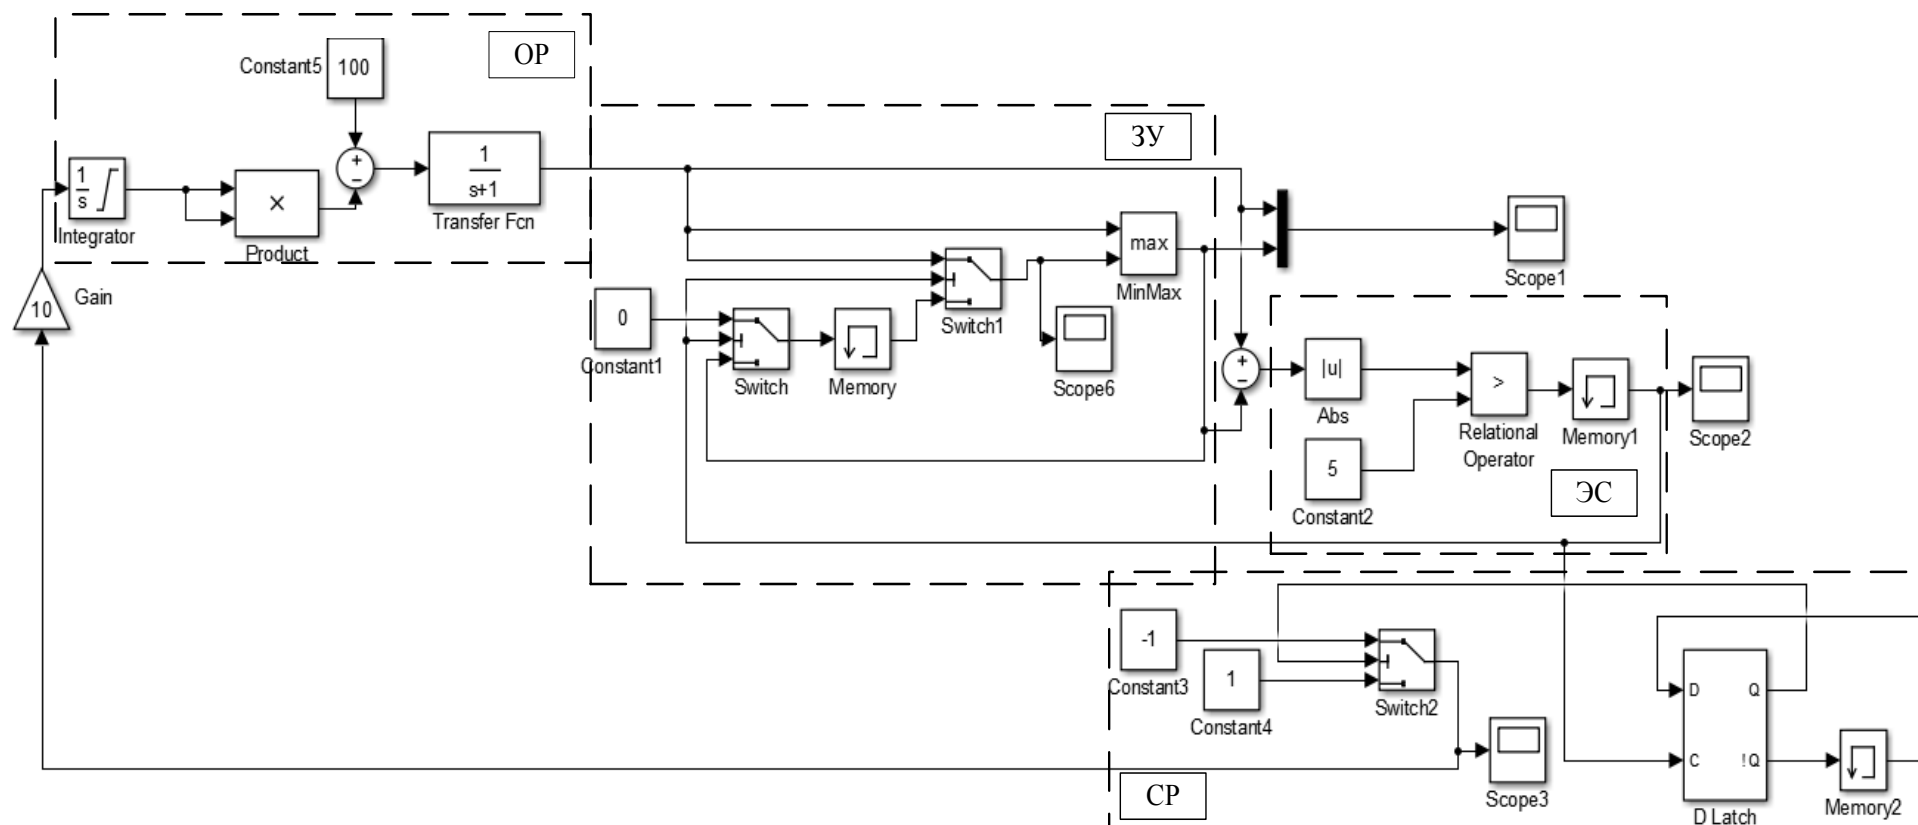 ОР
Constant5
100
+
−
1
s+1
Transfer Fcn
1
s
Integrator
×
Product
10
Gain
ЗУ
0
Constant1
Switch
Memory
Switch1
Scope6
max
MinMax
Scope1
+
−
|u|
Abs
5
Constant2
>
Relational
Operator
Memory1
Scope2
ЭС
-1
Constant3
1
Constant4
Switch2
Scope3
СР
D
Q
C
!Q
D Latch
Memory2